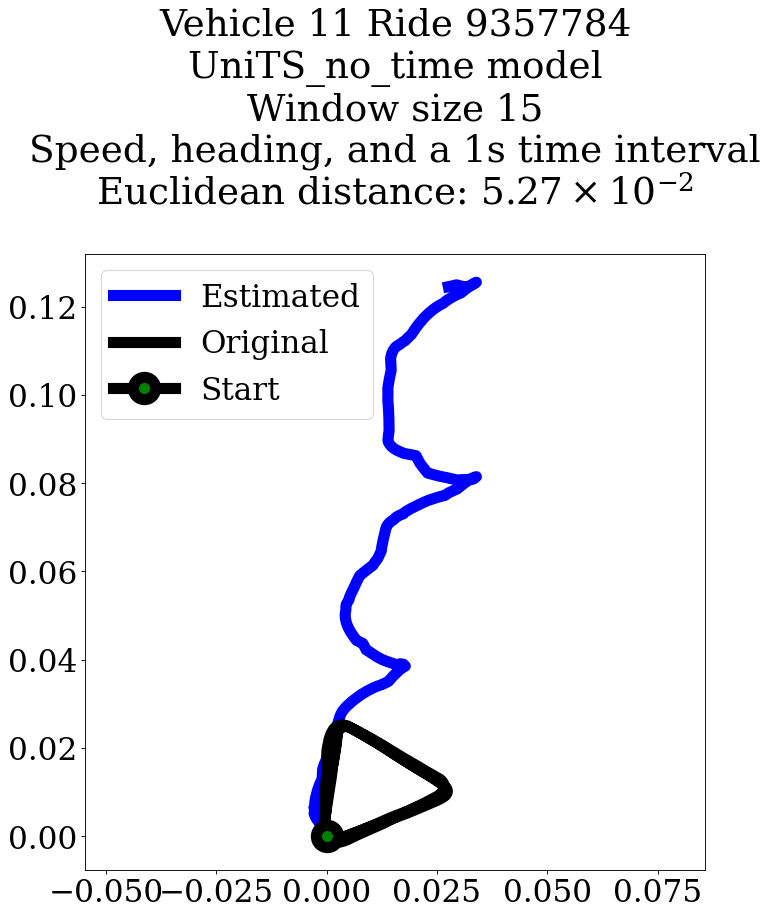 Vehicle 11 Ride 9357784
UniTS_no_time model
Window size 15
Speed, heading, and a 1s time interval
Euclidean distance: 5.27 × 10⁻²
Estimated
Original
Start
0.12
0.10
0.08
0.06
0.04
0.02
0.00
−0.050 −0.025 0.000 0.025 0.050 0.075